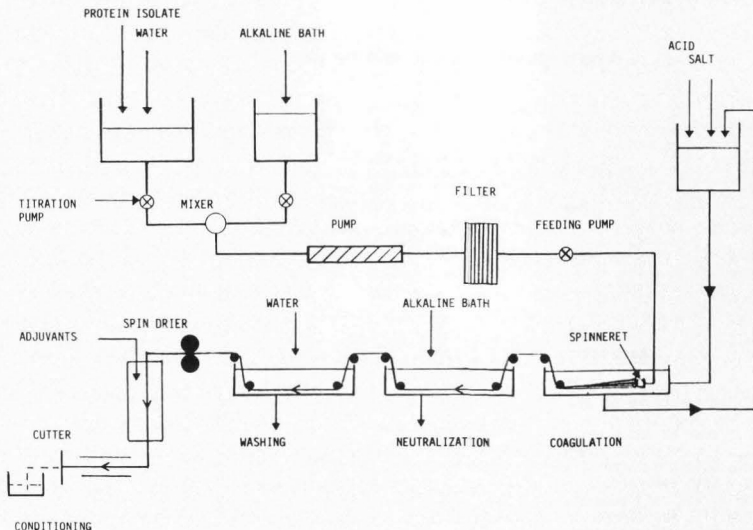 PROTEIN ISOLATE
WATER
ALKALINE BATH
ACID
SALT
TITRATION
PUMP
MIXER
PUMP
FILTER
FEEDING PUMP
ADJUVANTS
SPIN DRIER
WATER
ALKALINE BATH
SPINNERET
CUTTER
WASHING
NEUTRALIZATION
COAGULATION
CONDITIONING